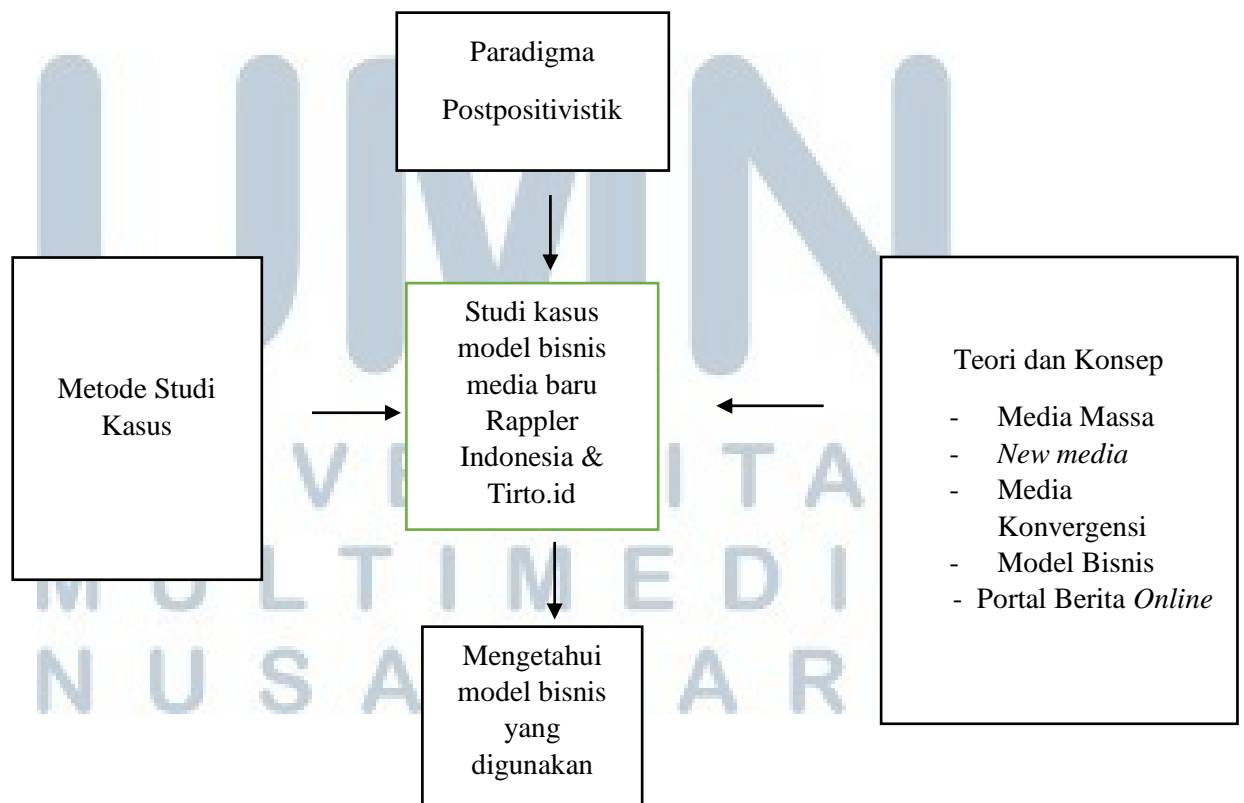 Paradigma
Postpositivistik
Metode Studi
Kasus
Studi kasus
model bisnis
media baru
Rappler
Indonesia &
Tirto.id
Teori dan Konsep
- Media Massa
- New media
- Media
Konvergensi
- Model Bisnis
- Portal Berita Online
Mengetahui
model bisnis
yang
digunakan
UMN
V E I T A
M U L T I M E D I
N U S A A R